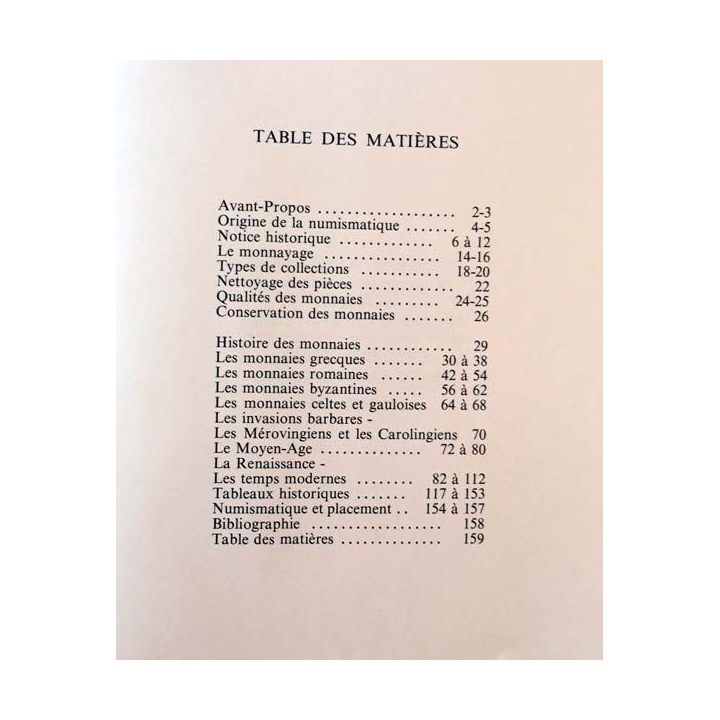 TABLE DES MATIÈRES
Avant-Propos ................... 2-3
Origine de la numismatique ....... 4-5
Notice historique ............. 6 à 12
Le monnayage ................ 14-16
Types de collections ........... 18-20
Nettoyage des pièces ............. 22
Qualités des monnaies ......... 24-25
Conservation des monnaies ....... 26
Histoire des monnaies ............ 29
Les monnaies grecques ....... 30 à 38
Les monnaies romaines ...... 42 à 54
Les monnaies byzantines ..... 56 à 62
Les monnaies celtes et gauloises 64 à 68
Les invasions barbares -
Les Mérovingiens et les Carolingiens 70
Le Moyen-Age .............. 72 à 80
La Renaissance -
Les temps modernes ........ 82 à 112
Tableaux historiques ....... 117 à 153
Numismatique et placement .. 154 à 157
Bibliographie .................. 158
Table des matières .............. 159